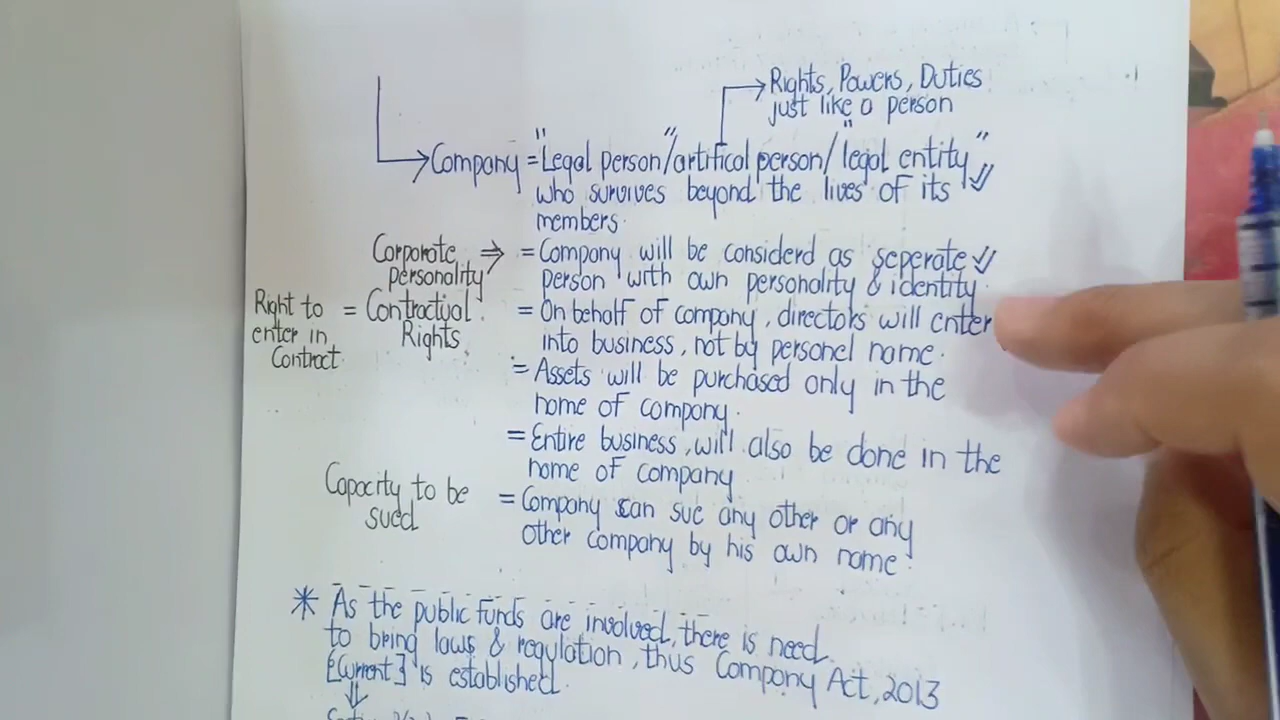 Rights, Powers, Duties
just like a person
Company = "Legal person"/artifical person/"legal entity"
who survives beyond the lives of its
members.
Corporate personality ⇒ = Company will be considerd as seperate
person with own personality & identity.
Right to enter in Contract = Contractual Rights
= On behalf of company, directors will enter
into business, not by personel name.
= Assets will be purchased only in the
name of company.
= Entire business, will also be done in the
name of company
Capacity to be sued
= Company can sue any other or any
other company by his own name
* As the public funds are involved, there is need
to bring laws & regulation, thus Company Act, 2013
[Current] is established.